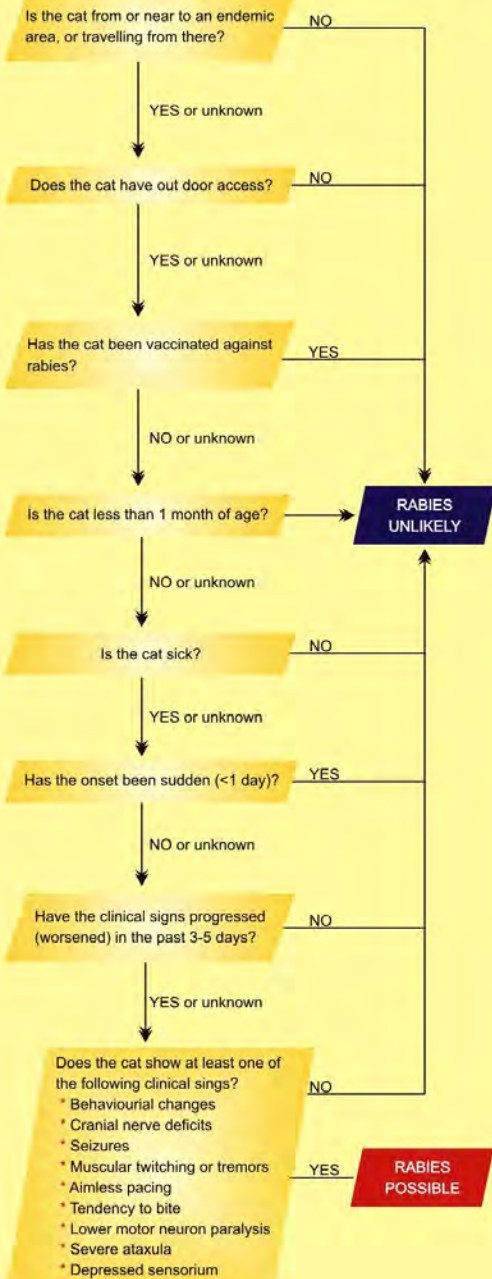 Is the cat from or near to an endemic
area, or travelling from there?
NO
YES or unknown
Does the cat have out door access?
NO
YES or unknown
Has the cat been vaccinated against
rabies?
YES
NO or unknown
Is the cat less than 1 month of age?
RABIES
UNLIKELY
NO or unknown
Is the cat sick?
NO
YES or unknown
Has the onset been sudden (<1 day)?
YES
NO or unknown
Have the clinical signs progressed
(worsened) in the past 3-5 days?
NO
YES or unknown
Does the cat show at least one of
the following clinical sings?
* Behaviourial changes
* Cranial nerve deficits
* Seizures
* Muscular twitching or tremors
* Aimless pacing
* Tendency to bite
* Lower motor neuron paralysis
* Severe ataxula
* Depressed sensorium
NO
YES
RABIES
POSSIBLE